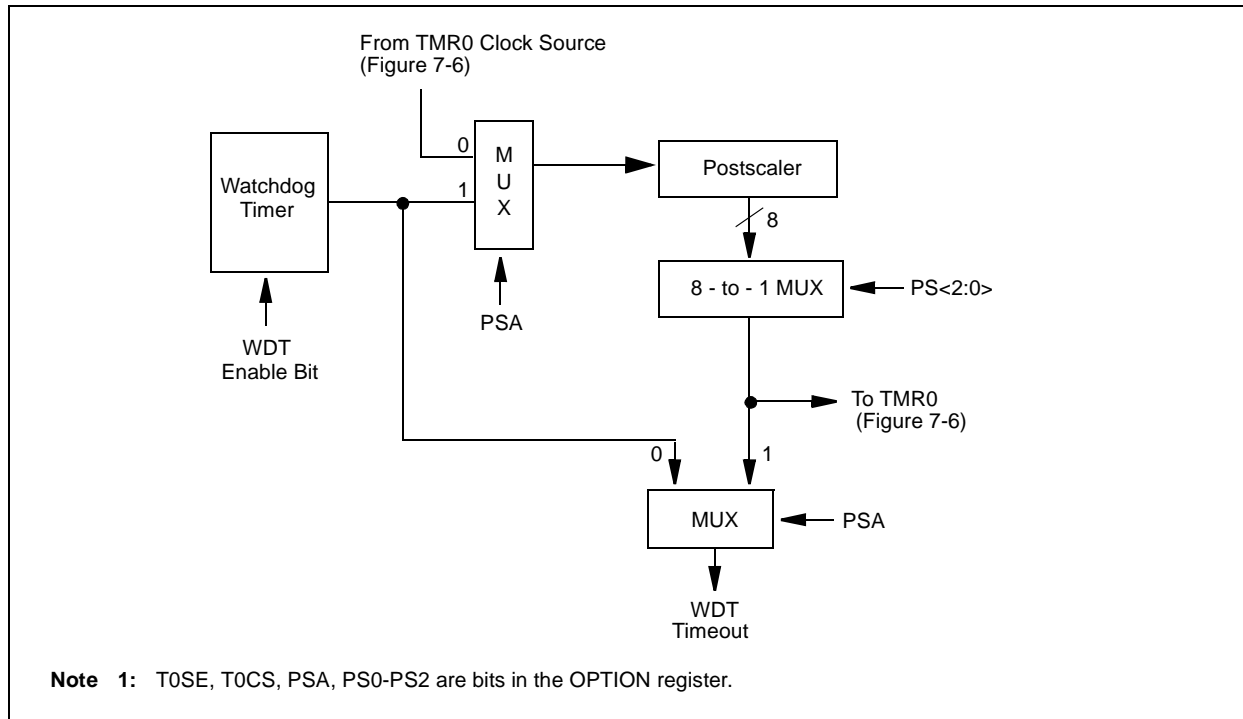 From TMR0 Clock Source
(Figure 7-6)
0
M
U
X
1
Watchdog
Timer
Postscaler
8
8 - to - 1 MUX
PS<2:0>
PSA
WDT
Enable Bit
To TMR0
(Figure 7-6)
0
1
MUX
PSA
WDT
Timeout
Note 1: T0SE, T0CS, PSA, PS0-PS2 are bits in the OPTION register.